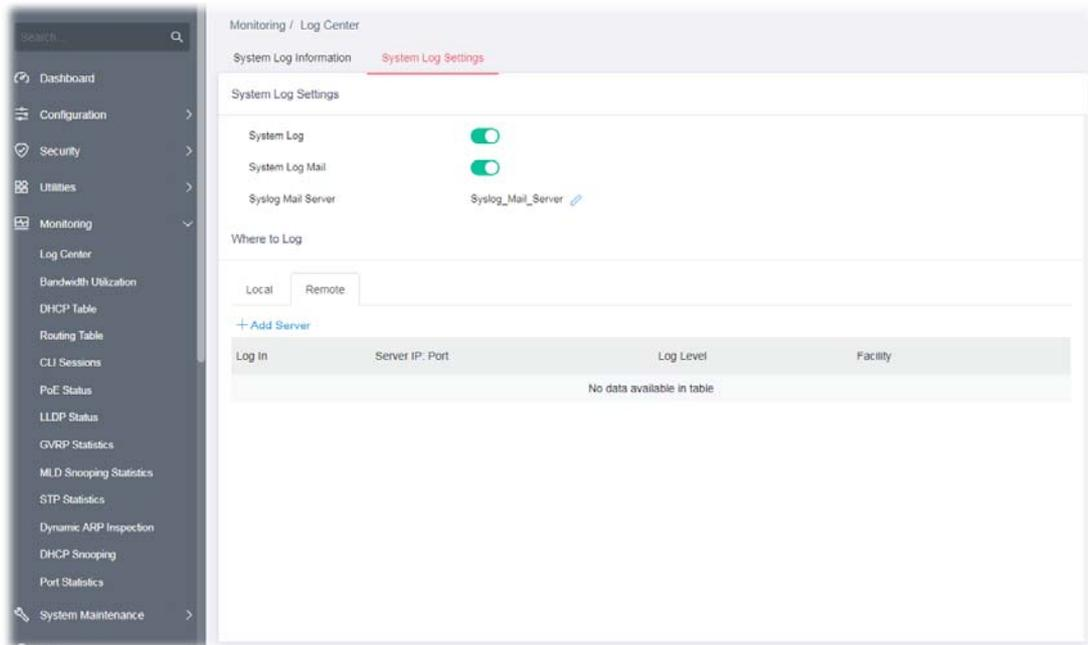 Search...
Dashboard
Configuration
Security
Utilities
Monitoring
Log Center
Bandwidth Utilization
DHCP Table
Routing Table
CLI Sessions
PoE Status
LLDP Status
GVRP Statistics
MLD Snooping Statistics
STP Statistics
Dynamic ARP Inspection
DHCP Snooping
Port Statistics
System Maintenance
Monitoring / Log Center
System Log Information System Log Settings
System Log Settings
System Log
System Log Mail
Syslog Mail Server Syslog_Mail_Server
Where to Log
Local Remote
+ Add Server
Log In Server IP: Port Log Level Facility
No data available in table